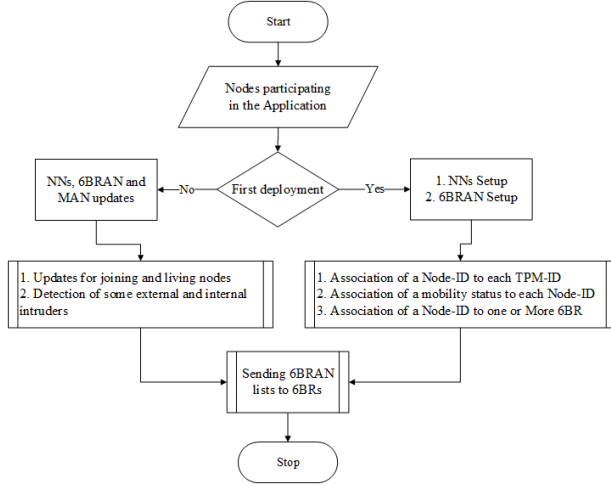 Start
Nodes participating
in the Application
First deployment
No
Yes
NNs, 6BRAN and
MAN updates
1. NNs Setup
2. 6BRAN Setup
1. Updates for joining and living nodes
2. Detection of some external and internal
intruders
1. Association of a Node-ID to each TPM-ID
2. Association of a mobility status to each Node-ID
3. Association of a Node-ID to one or More 6BR
Sending 6BRAN
lists to 6BRs
Stop